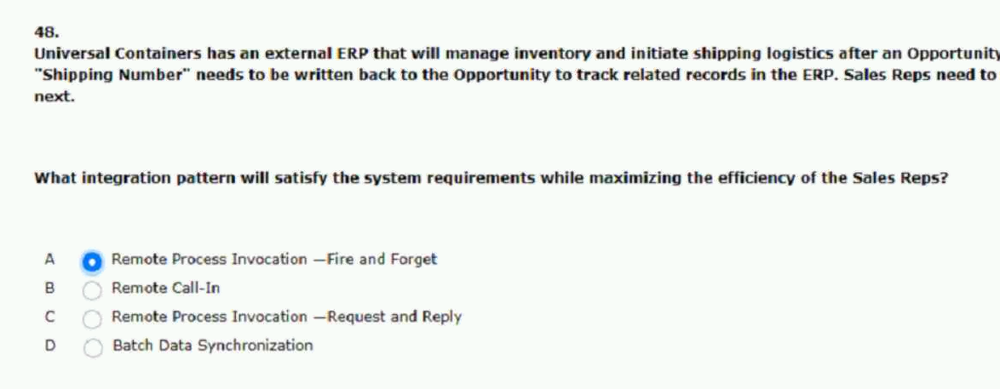 48.
Universal Containers has an external ERP that will manage inventory and initiate shipping logistics after an Opportunity
"Shipping Number" needs to be written back to the Opportunity to track related records in the ERP. Sales Reps need to
next.
What integration pattern will satisfy the system requirements while maximizing the efficiency of the Sales Reps?
A Remote Process Invocation —Fire and Forget
B Remote Call-In
C Remote Process Invocation —Request and Reply
D Batch Data Synchronization